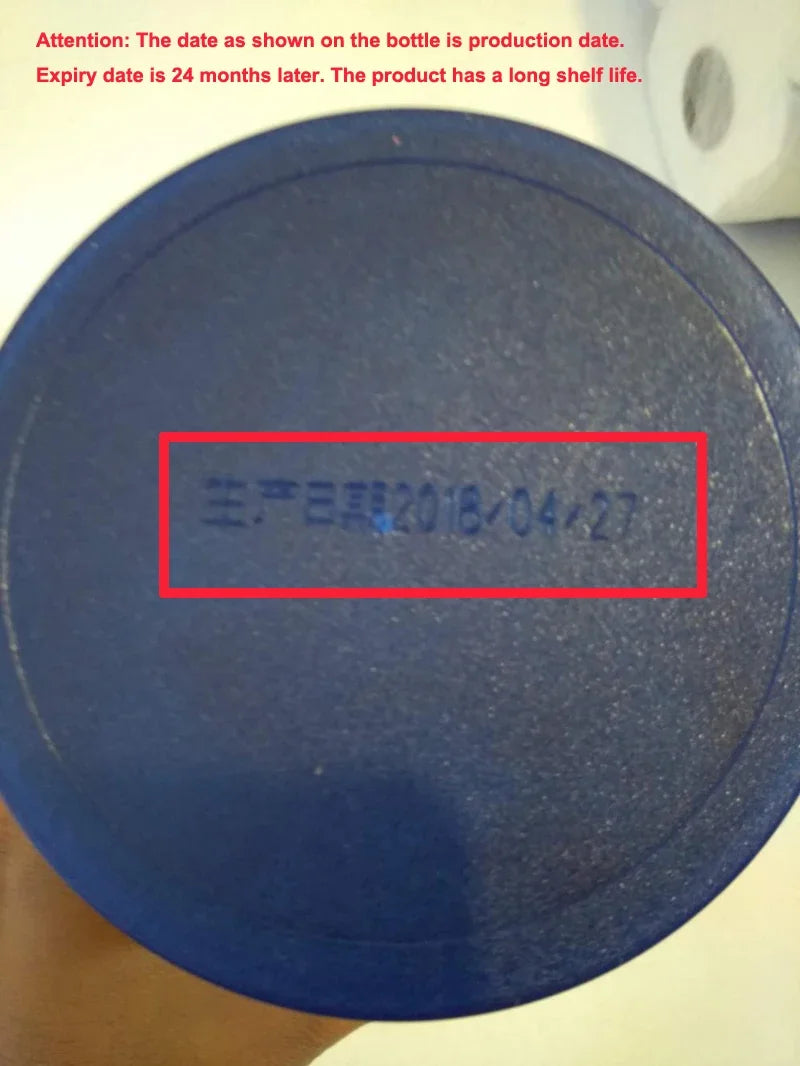 Attention: The date as shown on the bottle is production date.
Expiry date is 24 months later. The product has a long shelf life.
生产日期2018/04/27